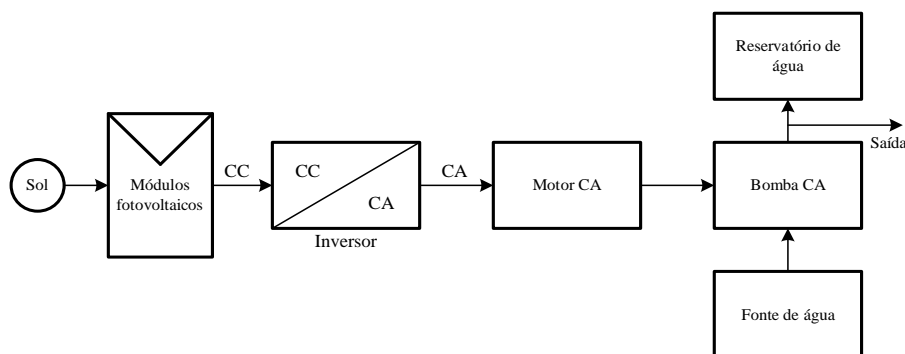 Reservatório de
água
Saída
Sol
Módulos
fotovoltaicos
CC
CC
CA
Inversor
CA
Motor CA
Bomba CA
Fonte de água